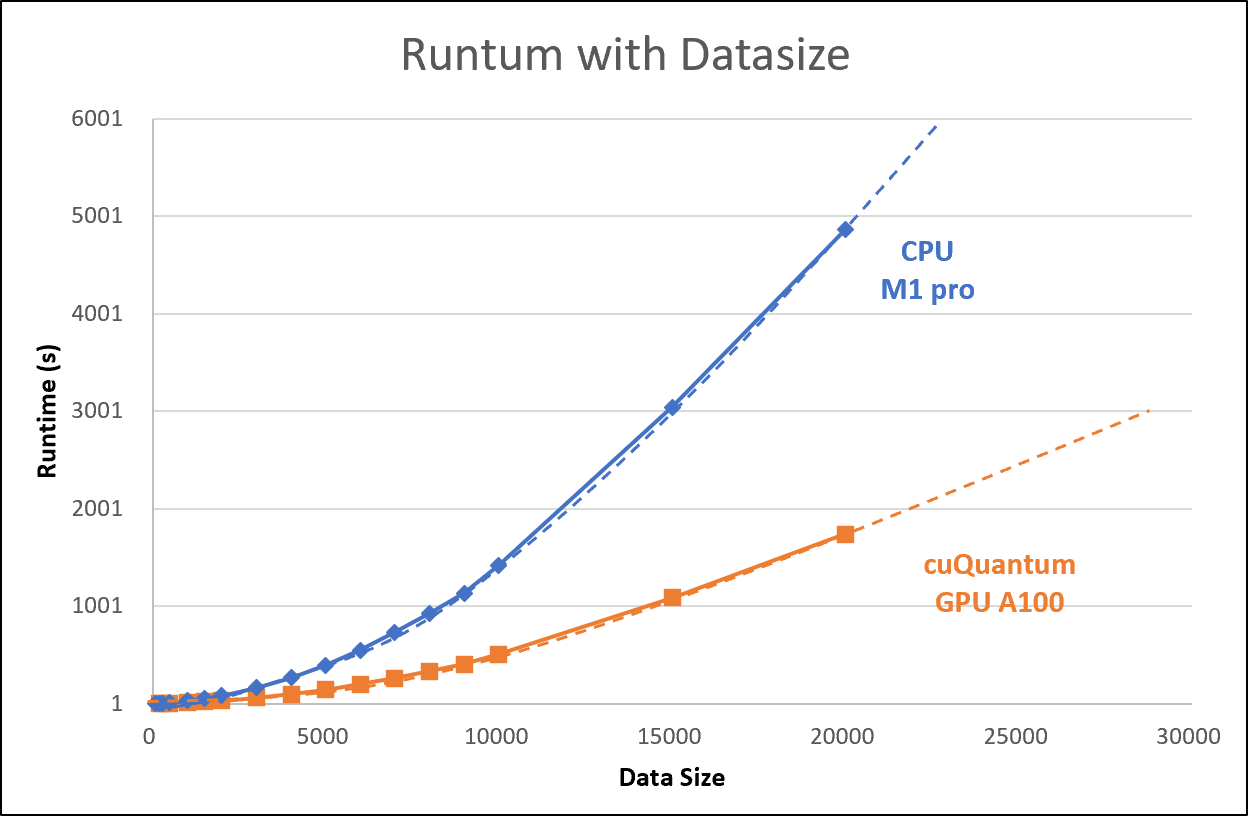 Runtum with Datasize
6001
5001
4001
3001
2001
1001
1
0
5000
10000
15000
20000
25000
30000
Runtime (s)
Data Size
CPU
M1 pro
cuQuantum
GPU A100